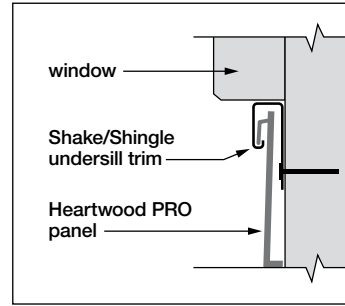 window
Shake/Shingle
undersill trim
Heartwood PRO
panel